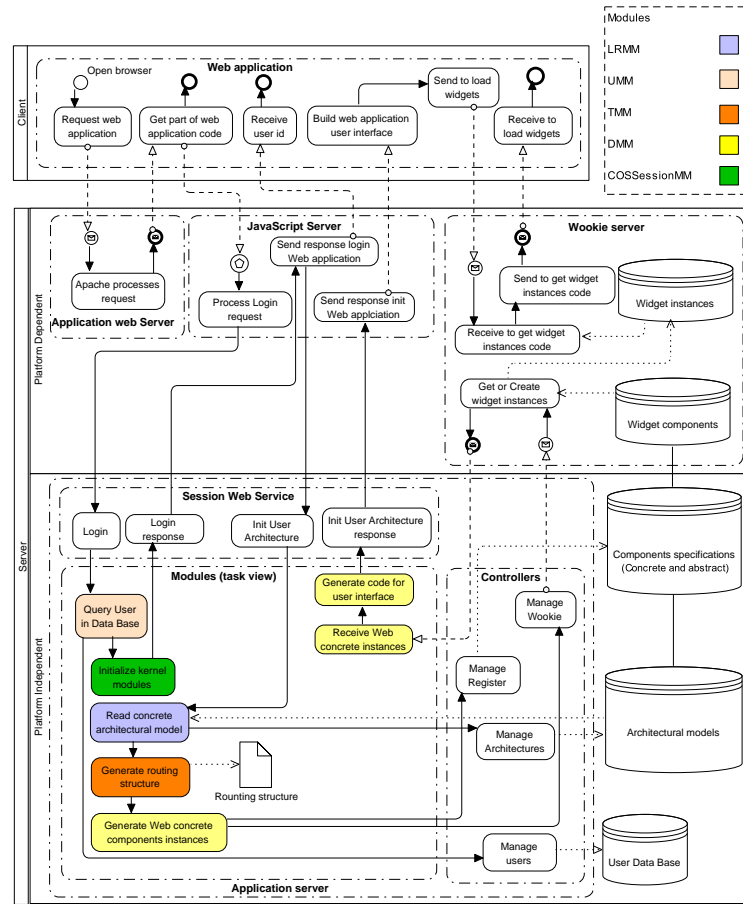 Modules
LRMM
UMM
TMM
DMM
COSSessionMM
Client
Web application
Open browser
Request web
application
Get part of web
application code
Receive
user id
Build web application
user interface
Send to load
widgets
Receive to
load widgets
Server
Platform Dependent
Apache processes
request
Application web Server
JavaScript Server
Send response login
Web application
Process Login
request
Send response init
Web applciation
Wookie server
Send to get widget
instances code
Receive to get widget
instances code
Get or Create
widget instances
Widget instances
Widget components
Platform Independent
Session Web Service
Login
Login
response
Init User
Architecture
Init User Architecture
response
Modules (task view)
Query User
in Data Base
Initialize kernel
modules
Read concrete
architectural model
Generate routing
structure
Generate Web concrete
components instances
Rounting structure
Generate code for
user interface
Receive Web
concrete instances
Controllers
Manage
Wookie
Manage
Register
Manage
Architectures
Manage
users
Application server
Components specifications
(Concrete and abstract)
Architectural models
User Data Base